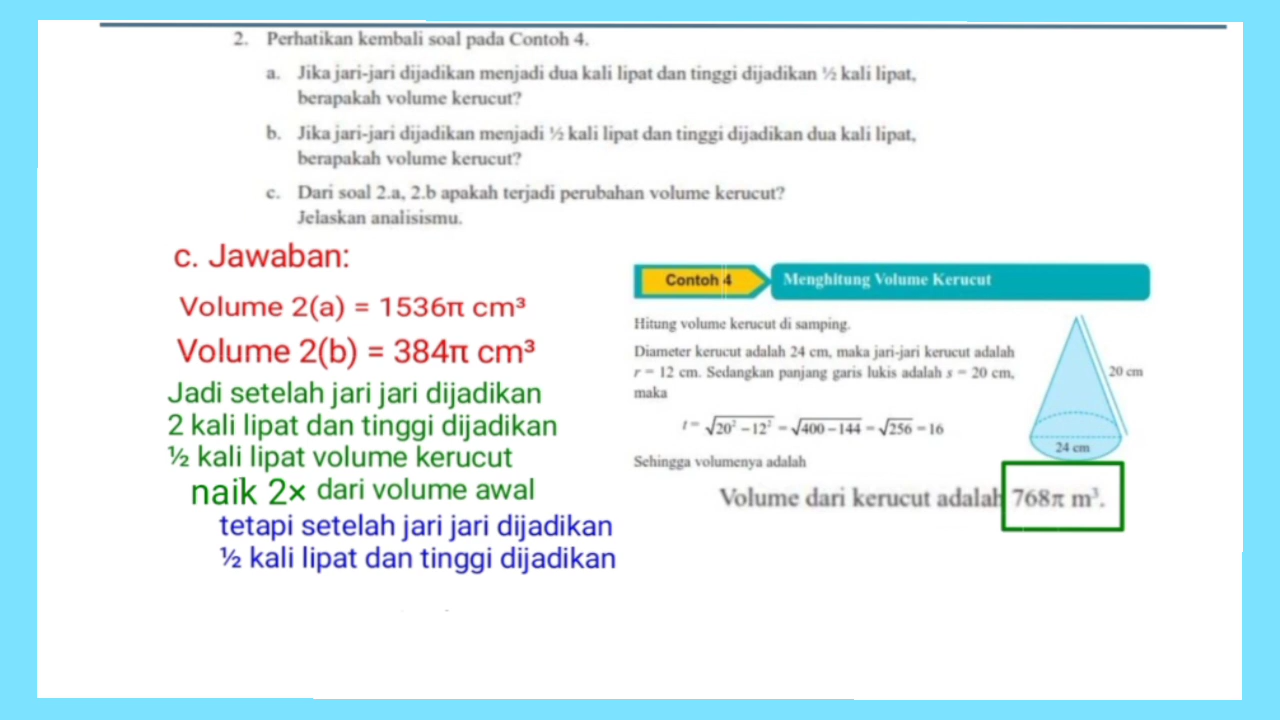 2. Perhatikan kembali soal pada Contoh 4.
a. Jika jari-jari dijadikan menjadi dua kali lipat dan tinggi dijadikan ½ kali lipat,
berapakah volume kerucut?
b. Jika jari-jari dijadikan menjadi ½ kali lipat dan tinggi dijadikan dua kali lipat,
berapakah volume kerucut?
c. Dari soal 2.a, 2.b apakah terjadi perubahan volume kerucut?
Jelaskan analisismu.
c. Jawaban:
Volume 2(a) = 1536π cm³
Volume 2(b) = 384π cm³
Jadi setelah jari jari dijadikan
2 kali lipat dan tinggi dijadikan
½ kali lipat volume kerucut
naik 2× dari volume awal
tetapi setelah jari jari dijadikan
½ kali lipat dan tinggi dijadikan
Contoh 4 Menghitung Volume Kerucut
Hitung volume kerucut di samping.
Diameter kerucut adalah 24 cm, maka jari-jari kerucut adalah
r = 12 cm. Sedangkan panjang garis lukis adalah s = 20 cm,
maka
t = √20² – 12² = √400 – 144 = √256 = 16
Sehingga volumenya adalah
Volume dari kerucut adalah 768π m³.
20 cm
24 cm